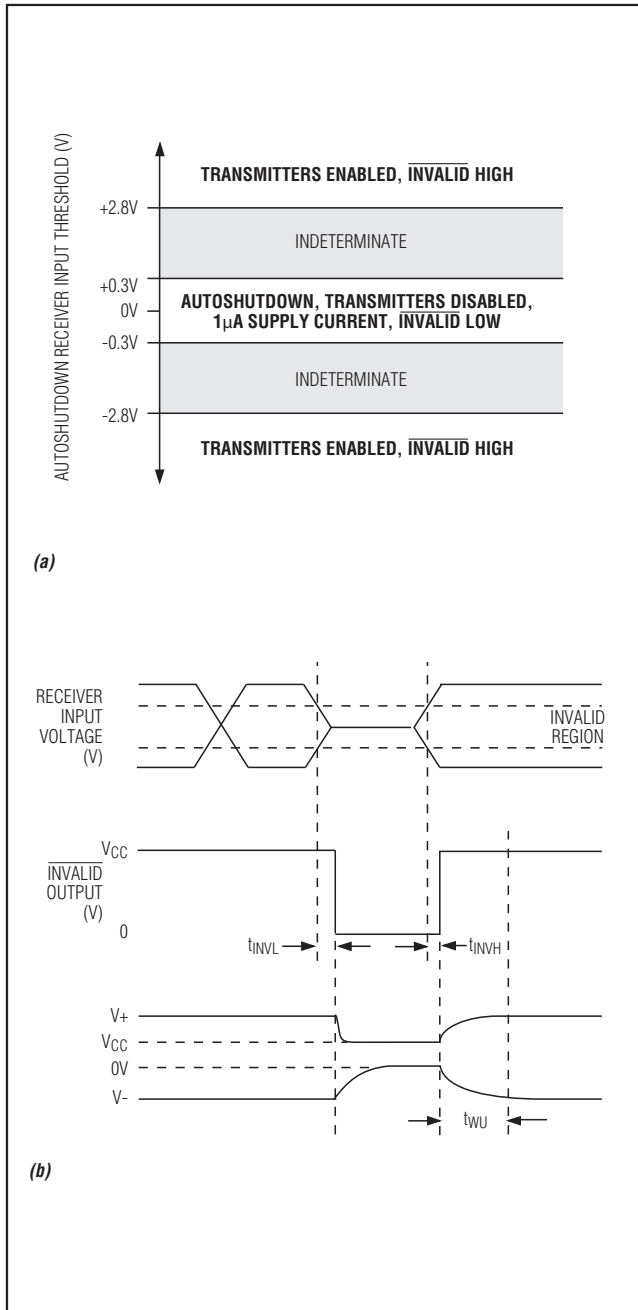 AUTOSHUTDOWN RECEIVER INPUT THRESHOLD (V)
TRANSMITTERS ENABLED, INVALID HIGH
+2.8V
INDETERMINATE
+0.3V
AUTOSHUTDOWN, TRANSMITTERS DISABLED,
0V
1μA SUPPLY CURRENT, INVALID LOW
-0.3V
INDETERMINATE
-2.8V
TRANSMITTERS ENABLED, INVALID HIGH
(a)
RECEIVER
INPUT
VOLTAGE
(V)
INVALID
REGION
VCC
INVALID
OUTPUT
(V)
0
tINVL
tINVH
V+
VCC
0V
V-
tWU
(b)